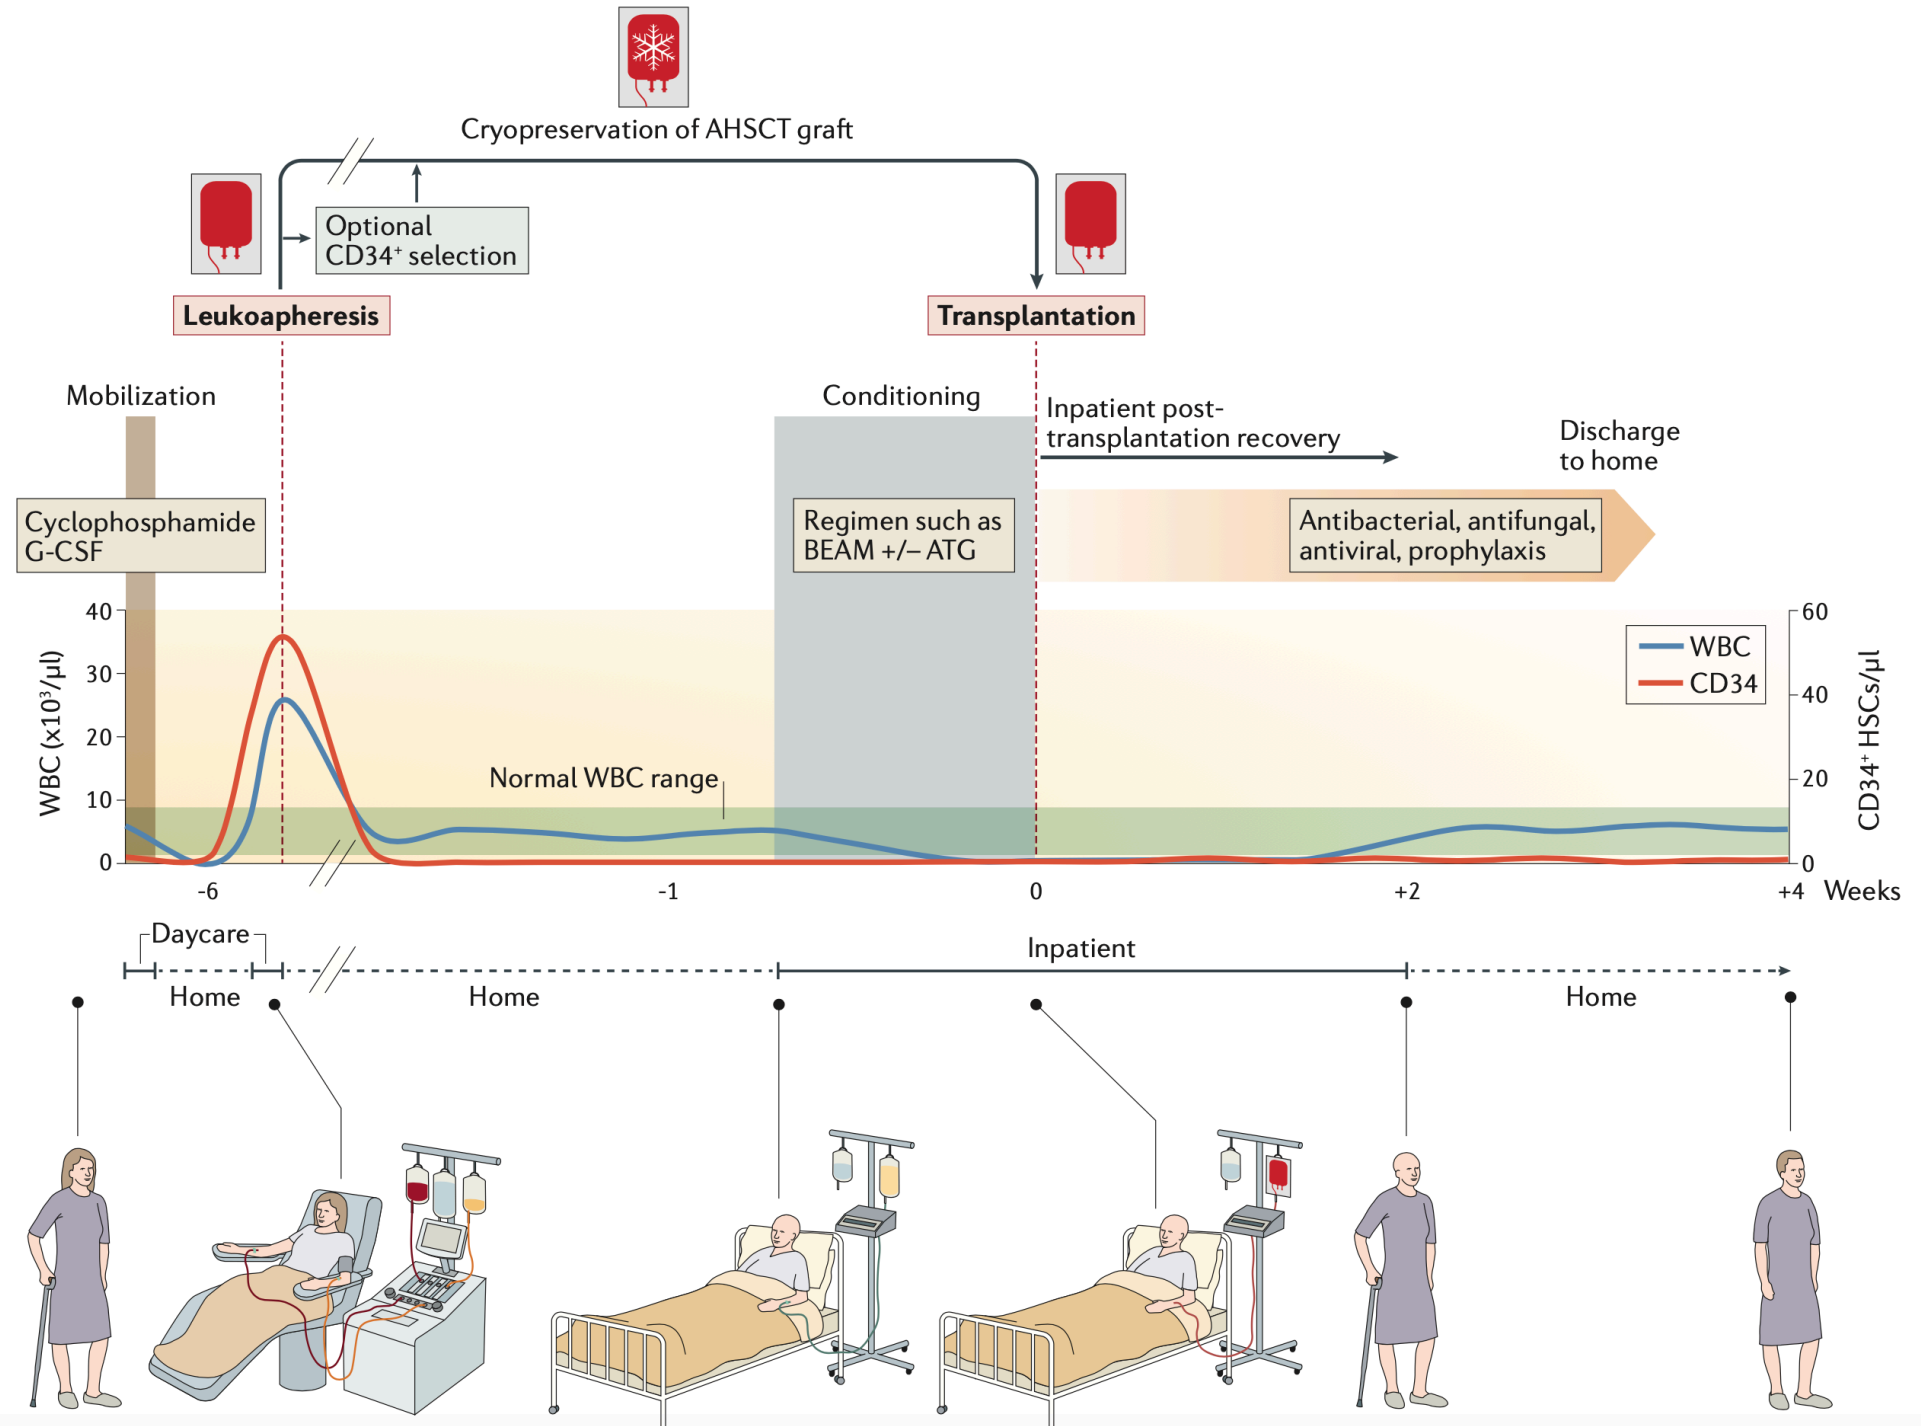 Cryopreservation of AHSCT graft
Optional
CD34⁺ selection
Leukoapheresis
Transplantation
Mobilization
Conditioning
Inpatient post-
transplantation recovery
Discharge
to home
Cyclophosphamide
G-CSF
Regimen such as
BEAM +/– ATG
Antibacterial, antifungal,
antiviral, prophylaxis
WBC (x10³/µl)
40
30
20
10
0
Normal WBC range
WBC
CD34
60
40
20
0
CD34⁺ HSCs/µl
-6
-1
0
+2
+4
Weeks
Daycare
Inpatient
Home
Home
Home